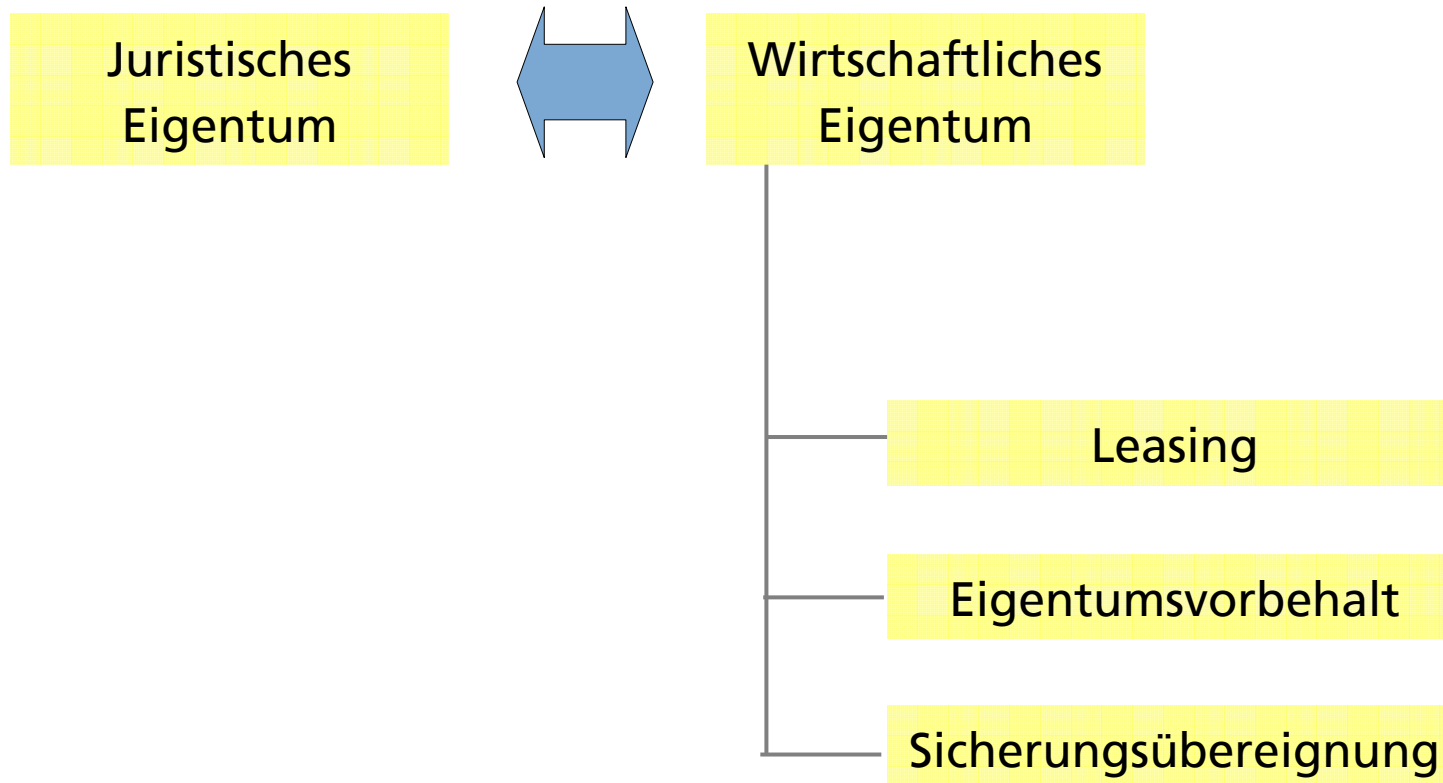 Juristisches
Eigentum
Wirtschaftliches
Eigentum
Leasing
Eigentumsvorbehalt
Sicherungsübereignung